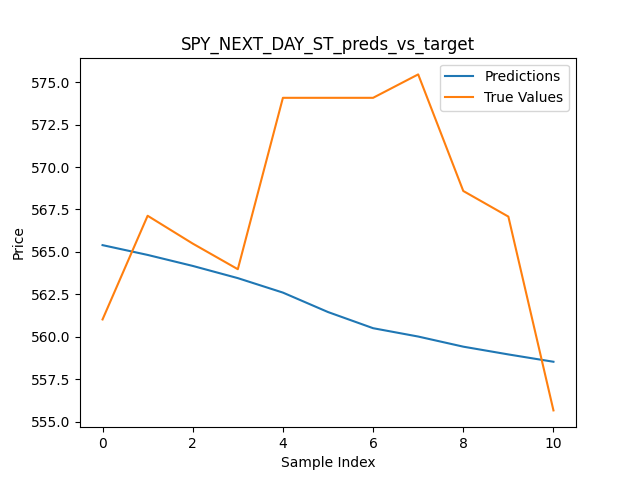 SPY_NEXT_DAY_ST_preds_vs_target
Predictions
True Values
575.0
572.5
570.0
567.5
565.0
562.5
560.0
557.5
555.0
Price
0 2 4 6 8 10
Sample Index